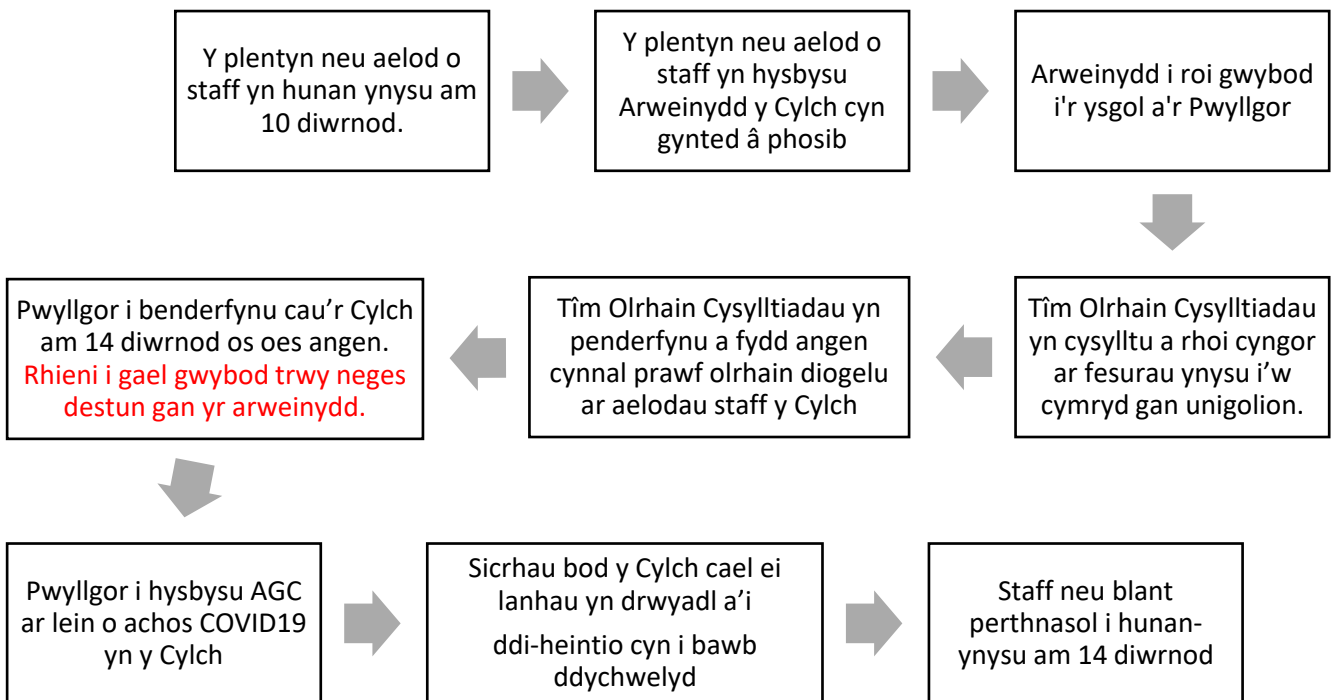 Y plentyn neu aelod o
staff yn hunan ynysu am
10 diwrnod.
Y plentyn neu aelod o
staff yn hysbysu
Arweinydd y Cylch cyn
gynted â phosib
Arweinydd i roi gwybod
i'r ysgol a'r Pwyllgor
Tîm Olrhain Cysylltiadau
yn cysylltu a rhoi cyngor
ar fesurau ynysu i’w
cymryd gan unigolion.
Tîm Olrhain Cysylltiadau yn
penderfynu a fydd angen
cynnal prawf olrhain diogelu
ar aelodau staff y Cylch
Pwyllgor i benderfynu cau’r Cylch
am 14 diwrnod os oes angen.
Rhieni i gael gwybod trwy neges
destun gan yr arweinydd.
Pwyllgor i hysbysu AGC
ar lein o achos COVID19
yn y Cylch
Sicrhau bod y Cylch cael ei
lanhau yn drwyadl a’i
ddi-heintio cyn i bawb
ddychwelyd
Staff neu blant
perthnasol i hunan-
ynysu am 14 diwrnod